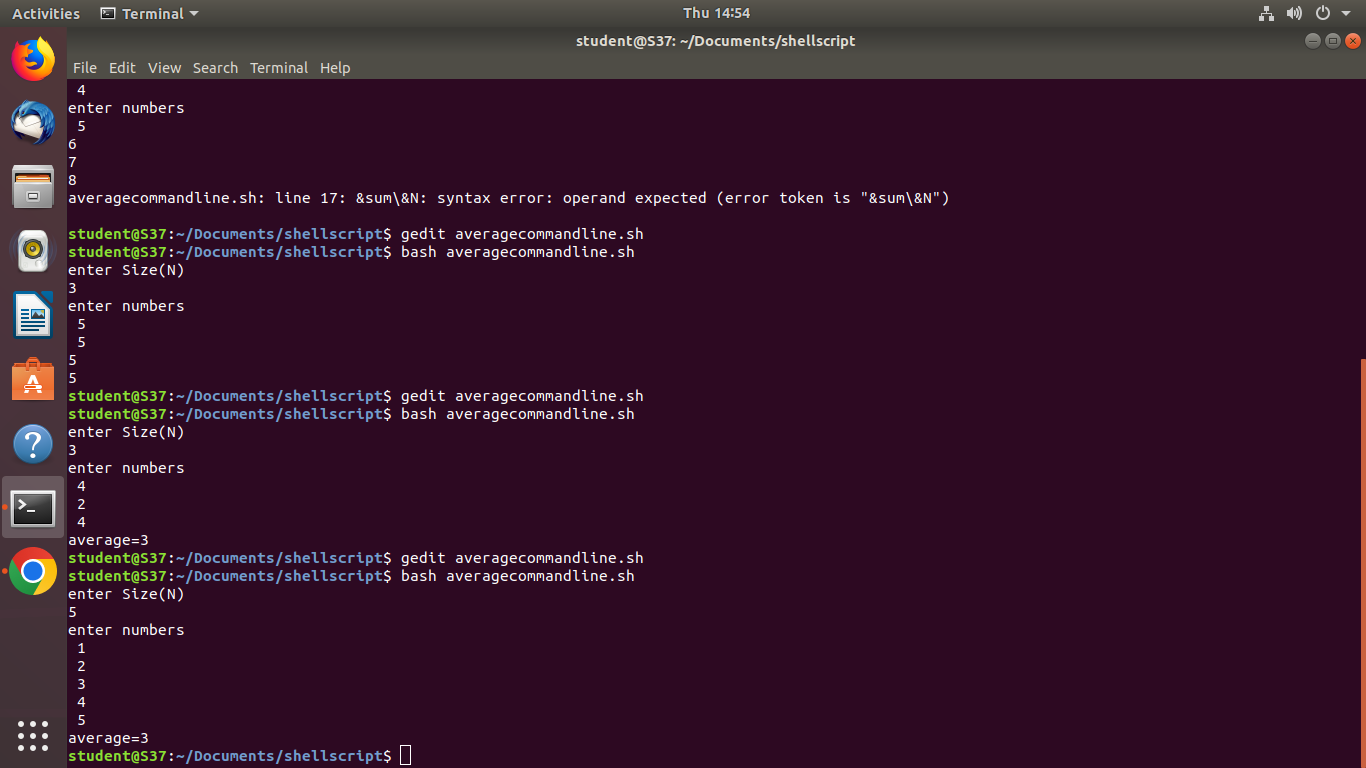 Activities Terminal Thu 14:54
student@S37: ~/Documents/shellscript
File Edit View Search Terminal Help
4
enter numbers
5
6
7
8
averagecommandline.sh: line 17: &sum\&N: syntax error: operand expected (error token is "&sum\&N")
student@S37:~/Documents/shellscript$ gedit averagecommandline.sh
student@S37:~/Documents/shellscript$ bash averagecommandline.sh
enter Size(N)
3
enter numbers
5
5
5
5
student@S37:~/Documents/shellscript$ gedit averagecommandline.sh
student@S37:~/Documents/shellscript$ bash averagecommandline.sh
enter Size(N)
3
enter numbers
4
2
4
average=3
student@S37:~/Documents/shellscript$ gedit averagecommandline.sh
student@S37:~/Documents/shellscript$ bash averagecommandline.sh
enter Size(N)
5
enter numbers
1
2
3
4
5
average=3
student@S37:~/Documents/shellscript$